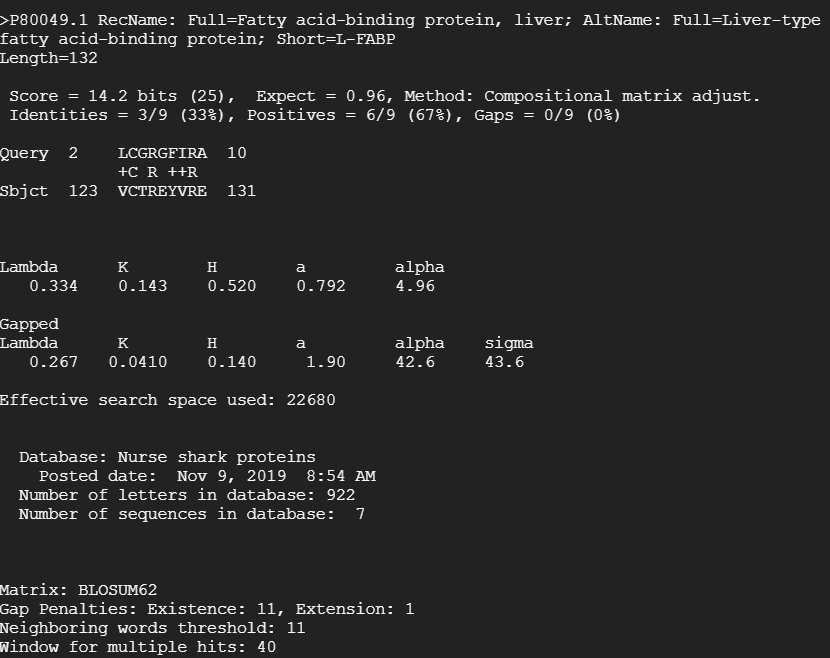 >P80049.1 RecName: Full=Fatty acid-binding protein, liver; AltName: Full=Liver-type
fatty acid-binding protein; Short=L-FABP
Length=132
Score = 14.2 bits (25),  Expect = 0.96, Method: Compositional matrix adjust.
Identities = 3/9 (33%), Positives = 6/9 (67%), Gaps = 0/9 (0%)
Query  2    LCGRGFIRA  10
+C R ++R
Sbjct  123  VCTREYVRE  131
Lambda      K        H        a         alpha
0.334    0.143    0.520    0.792     4.96
Gapped
Lambda      K        H        a         alpha    sigma
0.267   0.0410    0.140     1.90     42.6     43.6
Effective search space used: 22680
Database: Nurse shark proteins
Posted date:  Nov 9, 2019  8:54 AM
Number of letters in database: 922
Number of sequences in database:  7
Matrix: BLOSUM62
Gap Penalties: Existence: 11, Extension: 1
Neighboring words threshold: 11
Window for multiple hits: 40